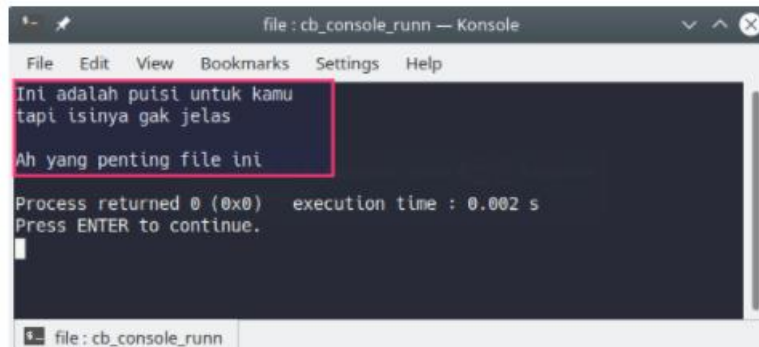 file : cb_console_runn — Konsole
File Edit View Bookmarks Settings Help
Ini adalah puisi untuk kamu
tapi isinya gak jelas
Ah yang penting file ini
Process returned 0 (0x0) execution time : 0.002 s
Press ENTER to continue.
file : cb_console_runn